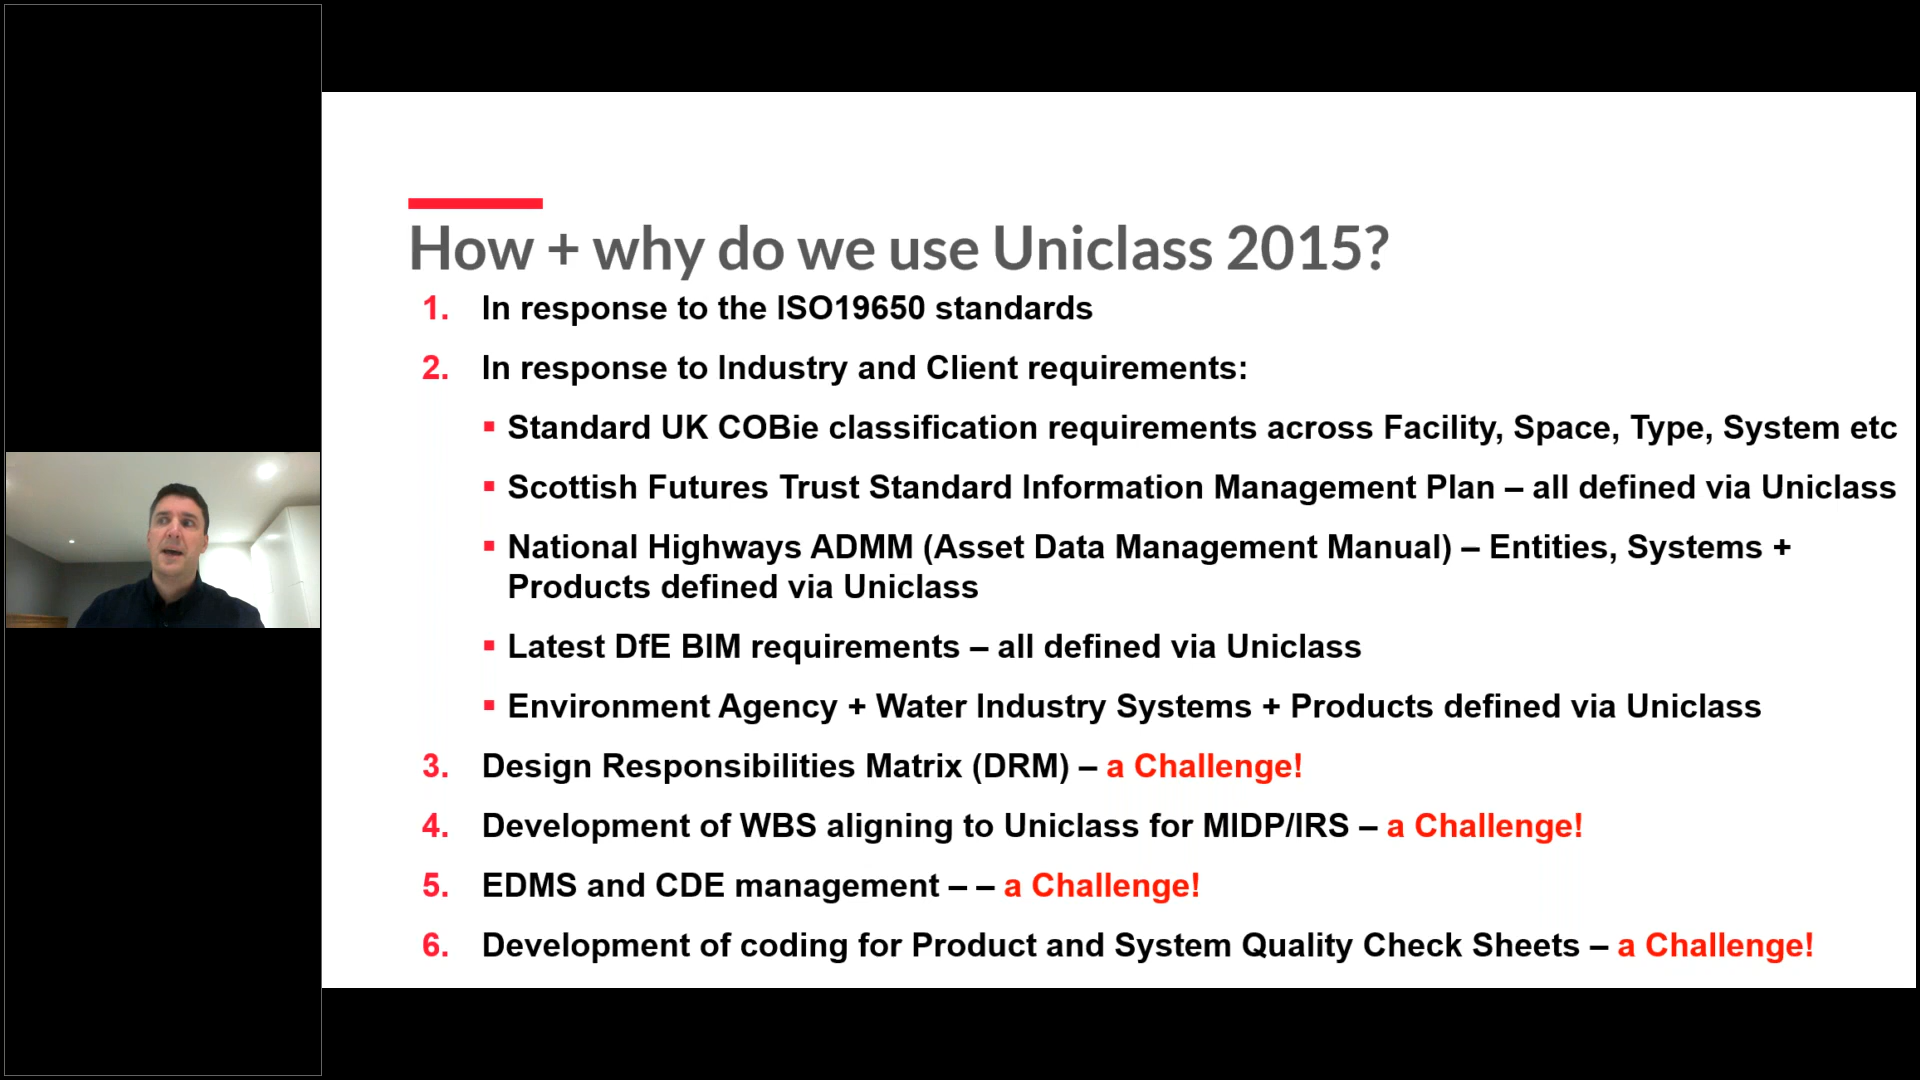 How + why do we use Uniclass 2015?
1. In response to the ISO19650 standards
2. In response to Industry and Client requirements:
▪ Standard UK COBie classification requirements across Facility, Space, Type, System etc
▪ Scottish Futures Trust Standard Information Management Plan – all defined via Uniclass
▪ National Highways ADMM (Asset Data Management Manual) – Entities, Systems +
Products defined via Uniclass
▪ Latest DfE BIM requirements – all defined via Uniclass
▪ Environment Agency + Water Industry Systems + Products defined via Uniclass
3. Design Responsibilities Matrix (DRM) – a Challenge!
4. Development of WBS aligning to Uniclass for MIDP/IRS – a Challenge!
5. EDMS and CDE management – – a Challenge!
6. Development of coding for Product and System Quality Check Sheets – a Challenge!